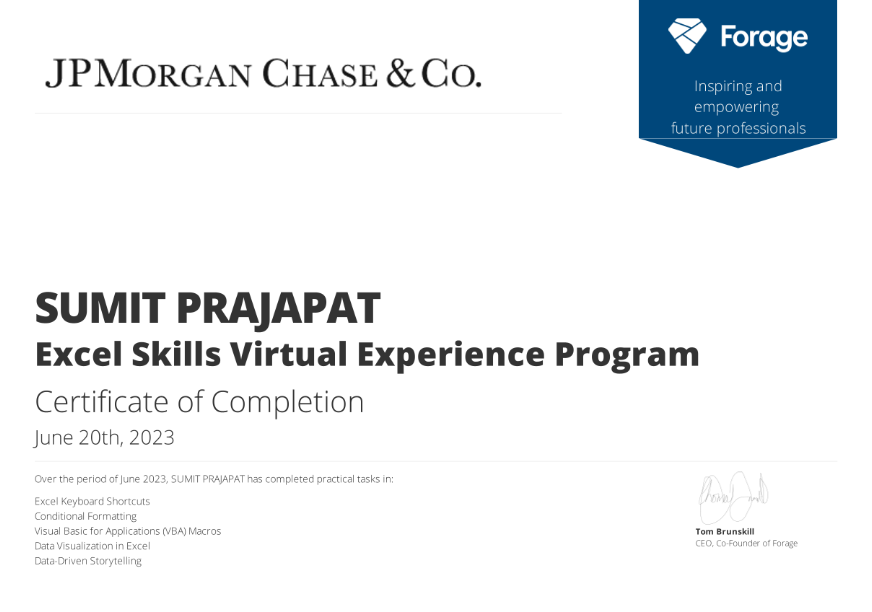 JPMORGAN CHASE & CO.
Forage
Inspiring and
empowering
future professionals
SUMIT PRAJAPAT
Excel Skills Virtual Experience Program
Certificate of Completion
June 20th, 2023
Over the period of June 2023, SUMIT PRAJAPAT has completed practical tasks in:
Excel Keyboard Shortcuts
Conditional Formatting
Visual Basic for Applications (VBA) Macros
Data Visualization in Excel
Data-Driven Storytelling
Tom Brunskill
CEO, Co-Founder of Forage